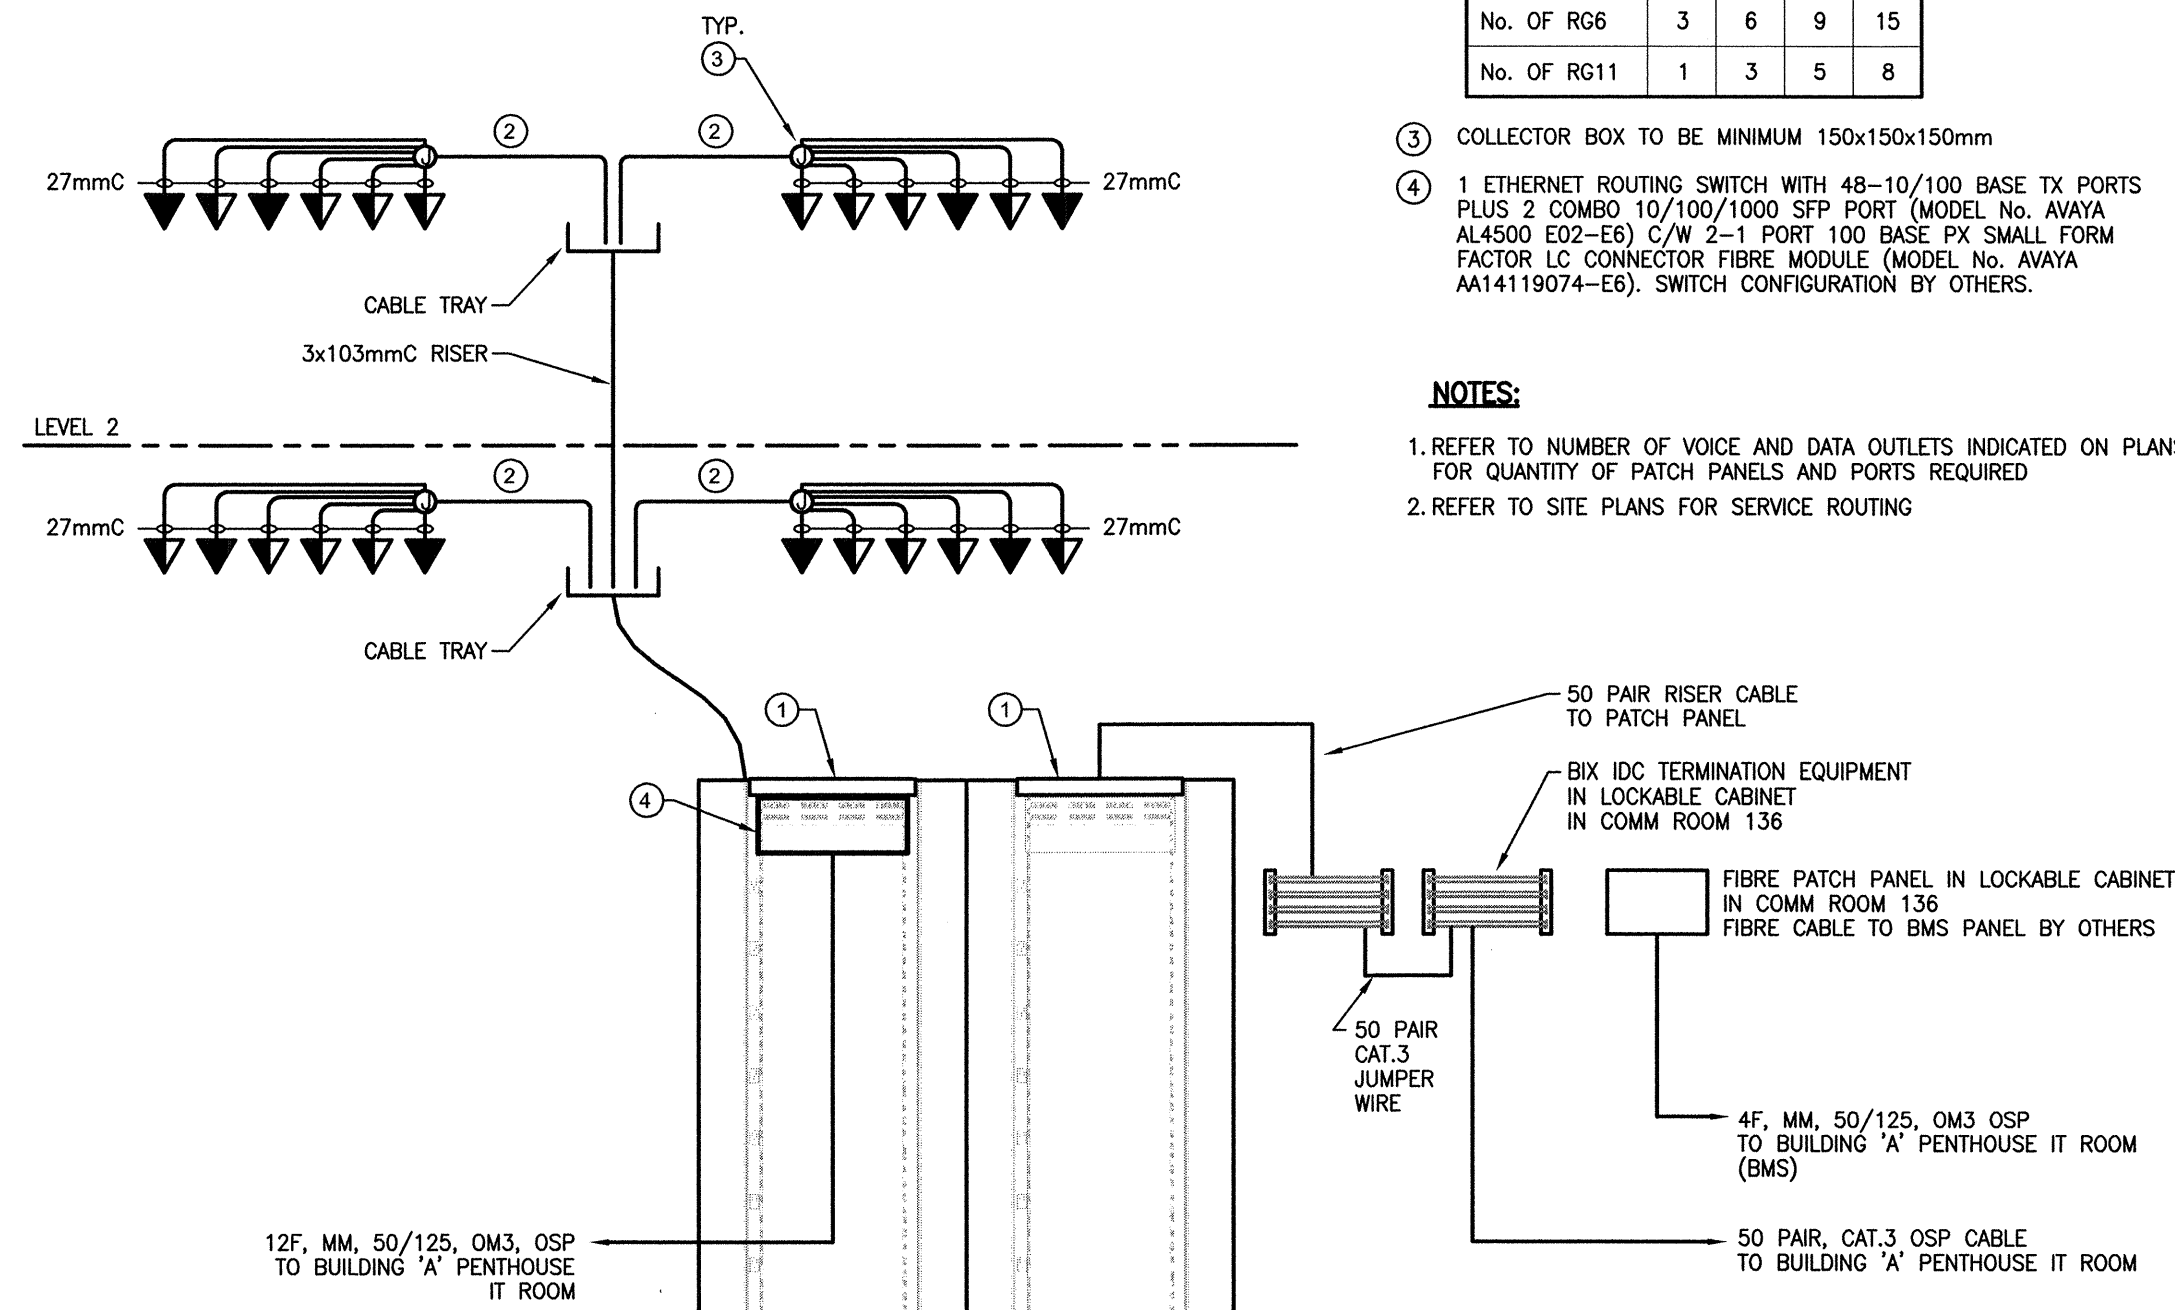 TYP.
3
2
2
27mmC
27mmC
J
J
CABLE TRAY
3x103mmC RISER
LEVEL 2
2
2
27mmC
27mmC
J
J
CABLE TRAY
1
1
4
12F, MM, 50/125, OM3, OSP
TO BUILDING 'A' PENTHOUSE
IT ROOM
No. OF RG6 3 6 9 15
No. OF RG11 1 3 5 8
3 COLLECTOR BOX TO BE MINIMUM 150x150x150mm
4 1 ETHERNET ROUTING SWITCH WITH 48-10/100 BASE TX PORTS
PLUS 2 COMBO 10/100/1000 SFP PORT (MODEL No. AVAYA
AL4500 E02-E6) C/W 2-1 PORT 100 BASE PX SMALL FORM
FACTOR LC CONNECTOR FIBRE MODULE (MODEL No. AVAYA
AA14119074-E6). SWITCH CONFIGURATION BY OTHERS.
NOTES:
1. REFER TO NUMBER OF VOICE AND DATA OUTLETS INDICATED ON PLANS
FOR QUANTITY OF PATCH PANELS AND PORTS REQUIRED
2. REFER TO SITE PLANS FOR SERVICE ROUTING
50 PAIR RISER CABLE
TO PATCH PANEL
BIX IDC TERMINATION EQUIPMENT
IN LOCKABLE CABINET
IN COMM ROOM 136
FIBRE PATCH PANEL IN LOCKABLE CABINET
IN COMM ROOM 136
FIBRE CABLE TO BMS PANEL BY OTHERS
50 PAIR
CAT.3
JUMPER
WIRE
4F, MM, 50/125, OM3 OSP
TO BUILDING 'A' PENTHOUSE IT ROOM
(BMS)
50 PAIR, CAT.3 OSP CABLE
TO BUILDING 'A' PENTHOUSE IT ROOM